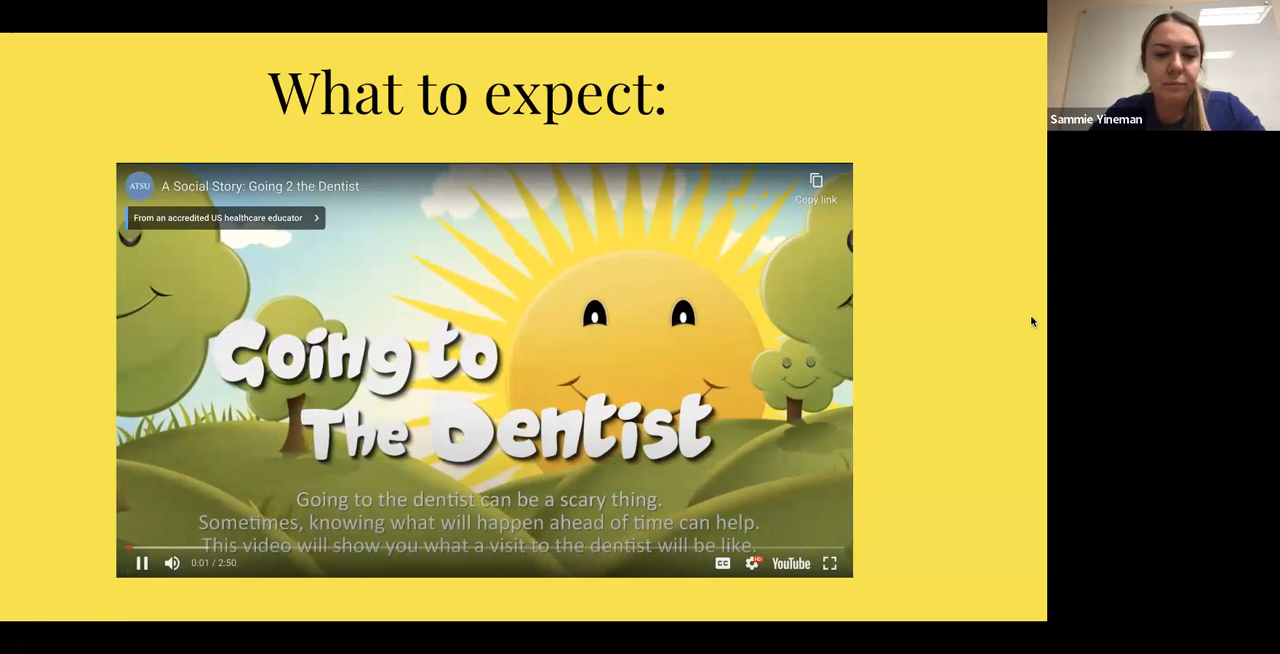 What to expect:
Sammie Yineman
ATSU
A Social Story: Going 2 the Dentist
Copy link
From an accredited US healthcare educator
Going to
The Dentist
Going to the dentist can be a scary thing.
Sometimes, knowing what will happen ahead of time can help.
This video will show you what a visit to the dentist will be like.
0:01 / 2:50
CC
HD
YouTube